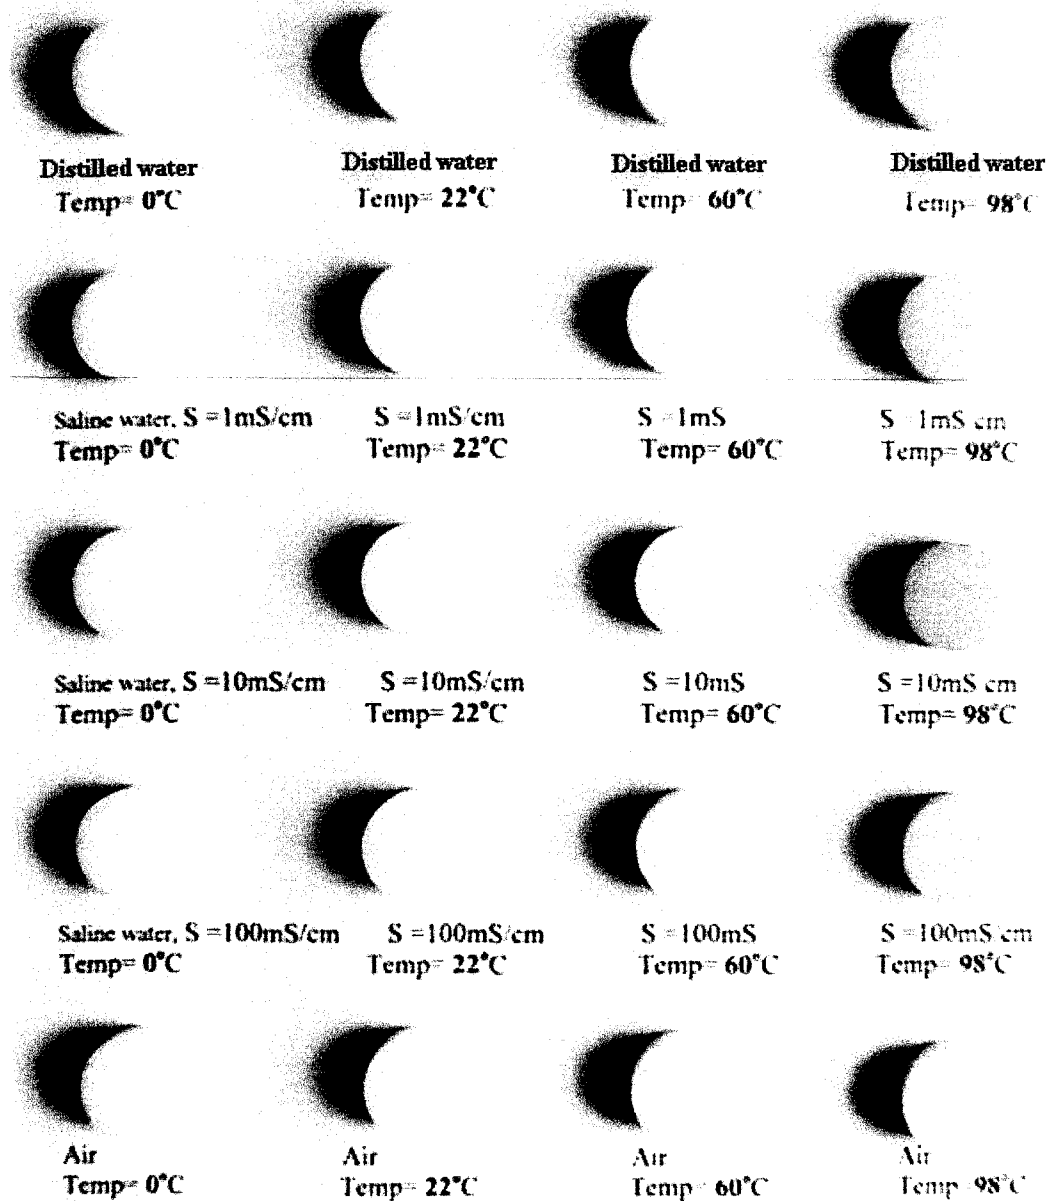 Distilled water
Temp= 0°C
Distilled water
Temp= 22°C
Distilled water
Temp= 60°C
Distilled water
Temp= 98°C
Saline water, S =1mS/cm
Temp= 0°C
S =1mS/cm
Temp= 22°C
S =1mS
Temp= 60°C
S =1mS cm
Temp= 98°C
Saline water, S =10mS/cm
Temp= 0°C
S =10mS/cm
Temp= 22°C
S =10mS
Temp= 60°C
S =10mS cm
Temp= 98°C
Saline water, S =100mS/cm
Temp= 0°C
S =100mS/cm
Temp= 22°C
S =100mS
Temp= 60°C
S =100mS/cm
Temp= 98°C
Air
Temp= 0°C
Air
Temp= 22°C
Air
Temp= 60°C
Air
Temp= 98°C